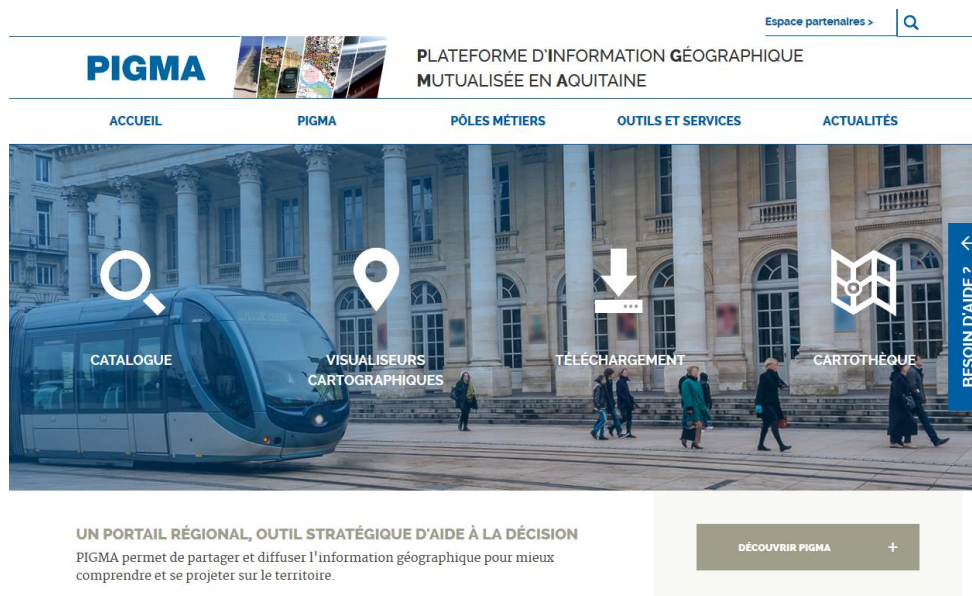 Espace partenaires >
PIGMA
PLATEFORME D'INFORMATION GÉOGRAPHIQUE
MUTUALISÉE EN AQUITAINE
ACCUEIL
PIGMA
PÔLES MÉTIERS
OUTILS ET SERVICES
ACTUALITÉS
CATALOGUE
VISUALISEURS
CARTOGRAPHIQUES
TÉLÉCHARGEMENT
CARTOTHÈQUE
BESOIN D'AIDE ?
UN PORTAIL RÉGIONAL, OUTIL STRATÉGIQUE D'AIDE À LA DÉCISION
PIGMA permet de partager et diffuser l'information géographique pour mieux
comprendre et se projeter sur le territoire.
DÉCOUVRIR PIGMA +